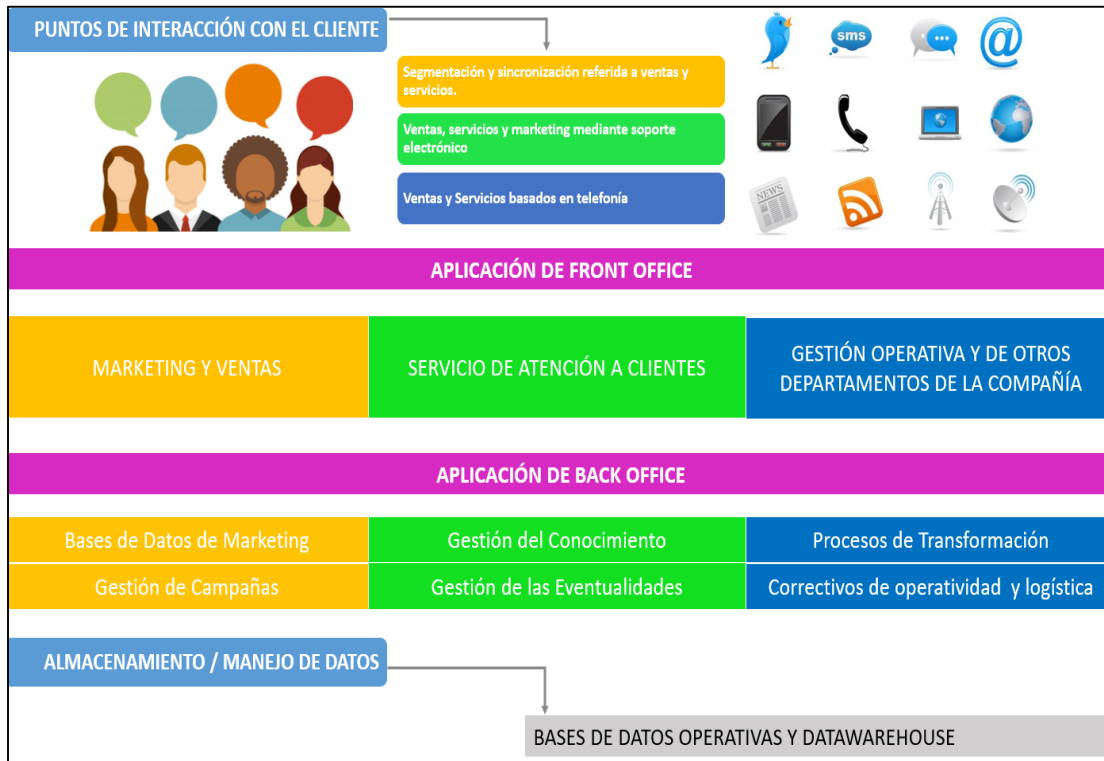 PUNTOS DE INTERACCIÓN CON EL CLIENTE
Segmentación y sincronización referida a ventas y
servicios.
Ventas, servicios y marketing mediante soporte
electrónico
Ventas y Servicios basados en telefonía
sms
@
NEWS
APLICACIÓN DE FRONT OFFICE
MARKETING Y VENTAS
SERVICIO DE ATENCIÓN A CLIENTES
GESTIÓN OPERATIVA Y DE OTROS
DEPARTAMENTOS DE LA COMPAÑÍA
APLICACIÓN DE BACK OFFICE
Bases de Datos de Marketing
Gestión del Conocimiento
Procesos de Transformación
Gestión de Campañas
Gestión de las Eventualidades
Correctivos de operatividad y logística
ALMACENAMIENTO / MANEJO DE DATOS
BASES DE DATOS OPERATIVAS Y DATAWAREHOUSE